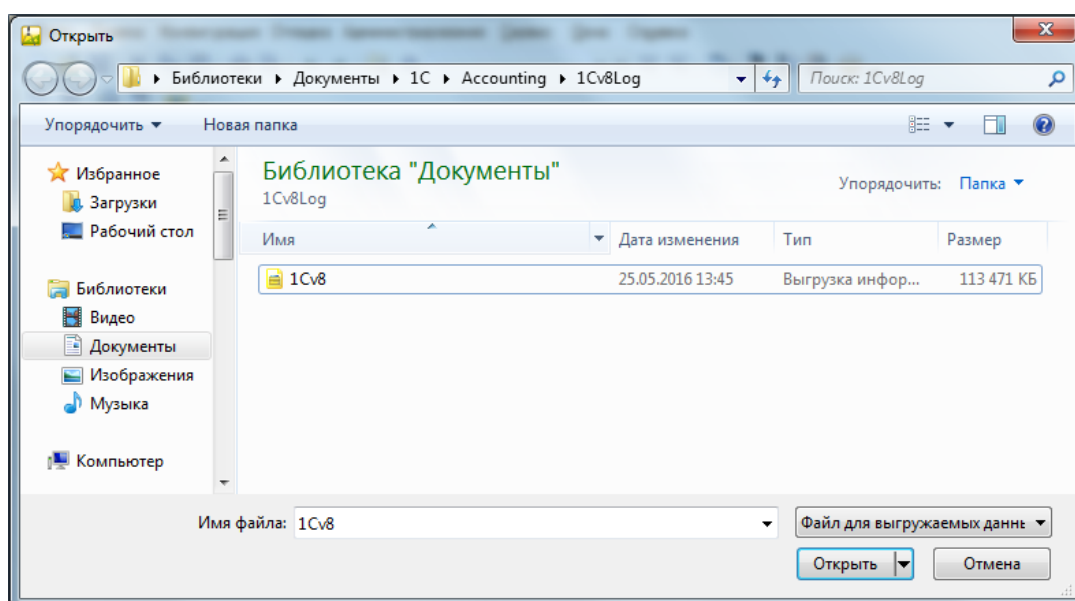 Открыть
Библиотеки ▸ Документы ▸ 1С ▸ Accounting ▸ 1Cv8Log
Поиск: 1Cv8Log
Упорядочить
Новая папка
Избранное
Загрузки
Рабочий стол
Библиотеки
Видео
Документы
Изображения
Музыка
Компьютер
Библиотека "Документы"
1Cv8Log
Упорядочить: Папка
Имя Дата изменения Тип Размер
1Cv8 25.05.2016 13:45 Выгрузка инфор... 113 471 КБ
Имя файла: 1Cv8
Файл для выгружаемых даннь
Открыть
Отмена